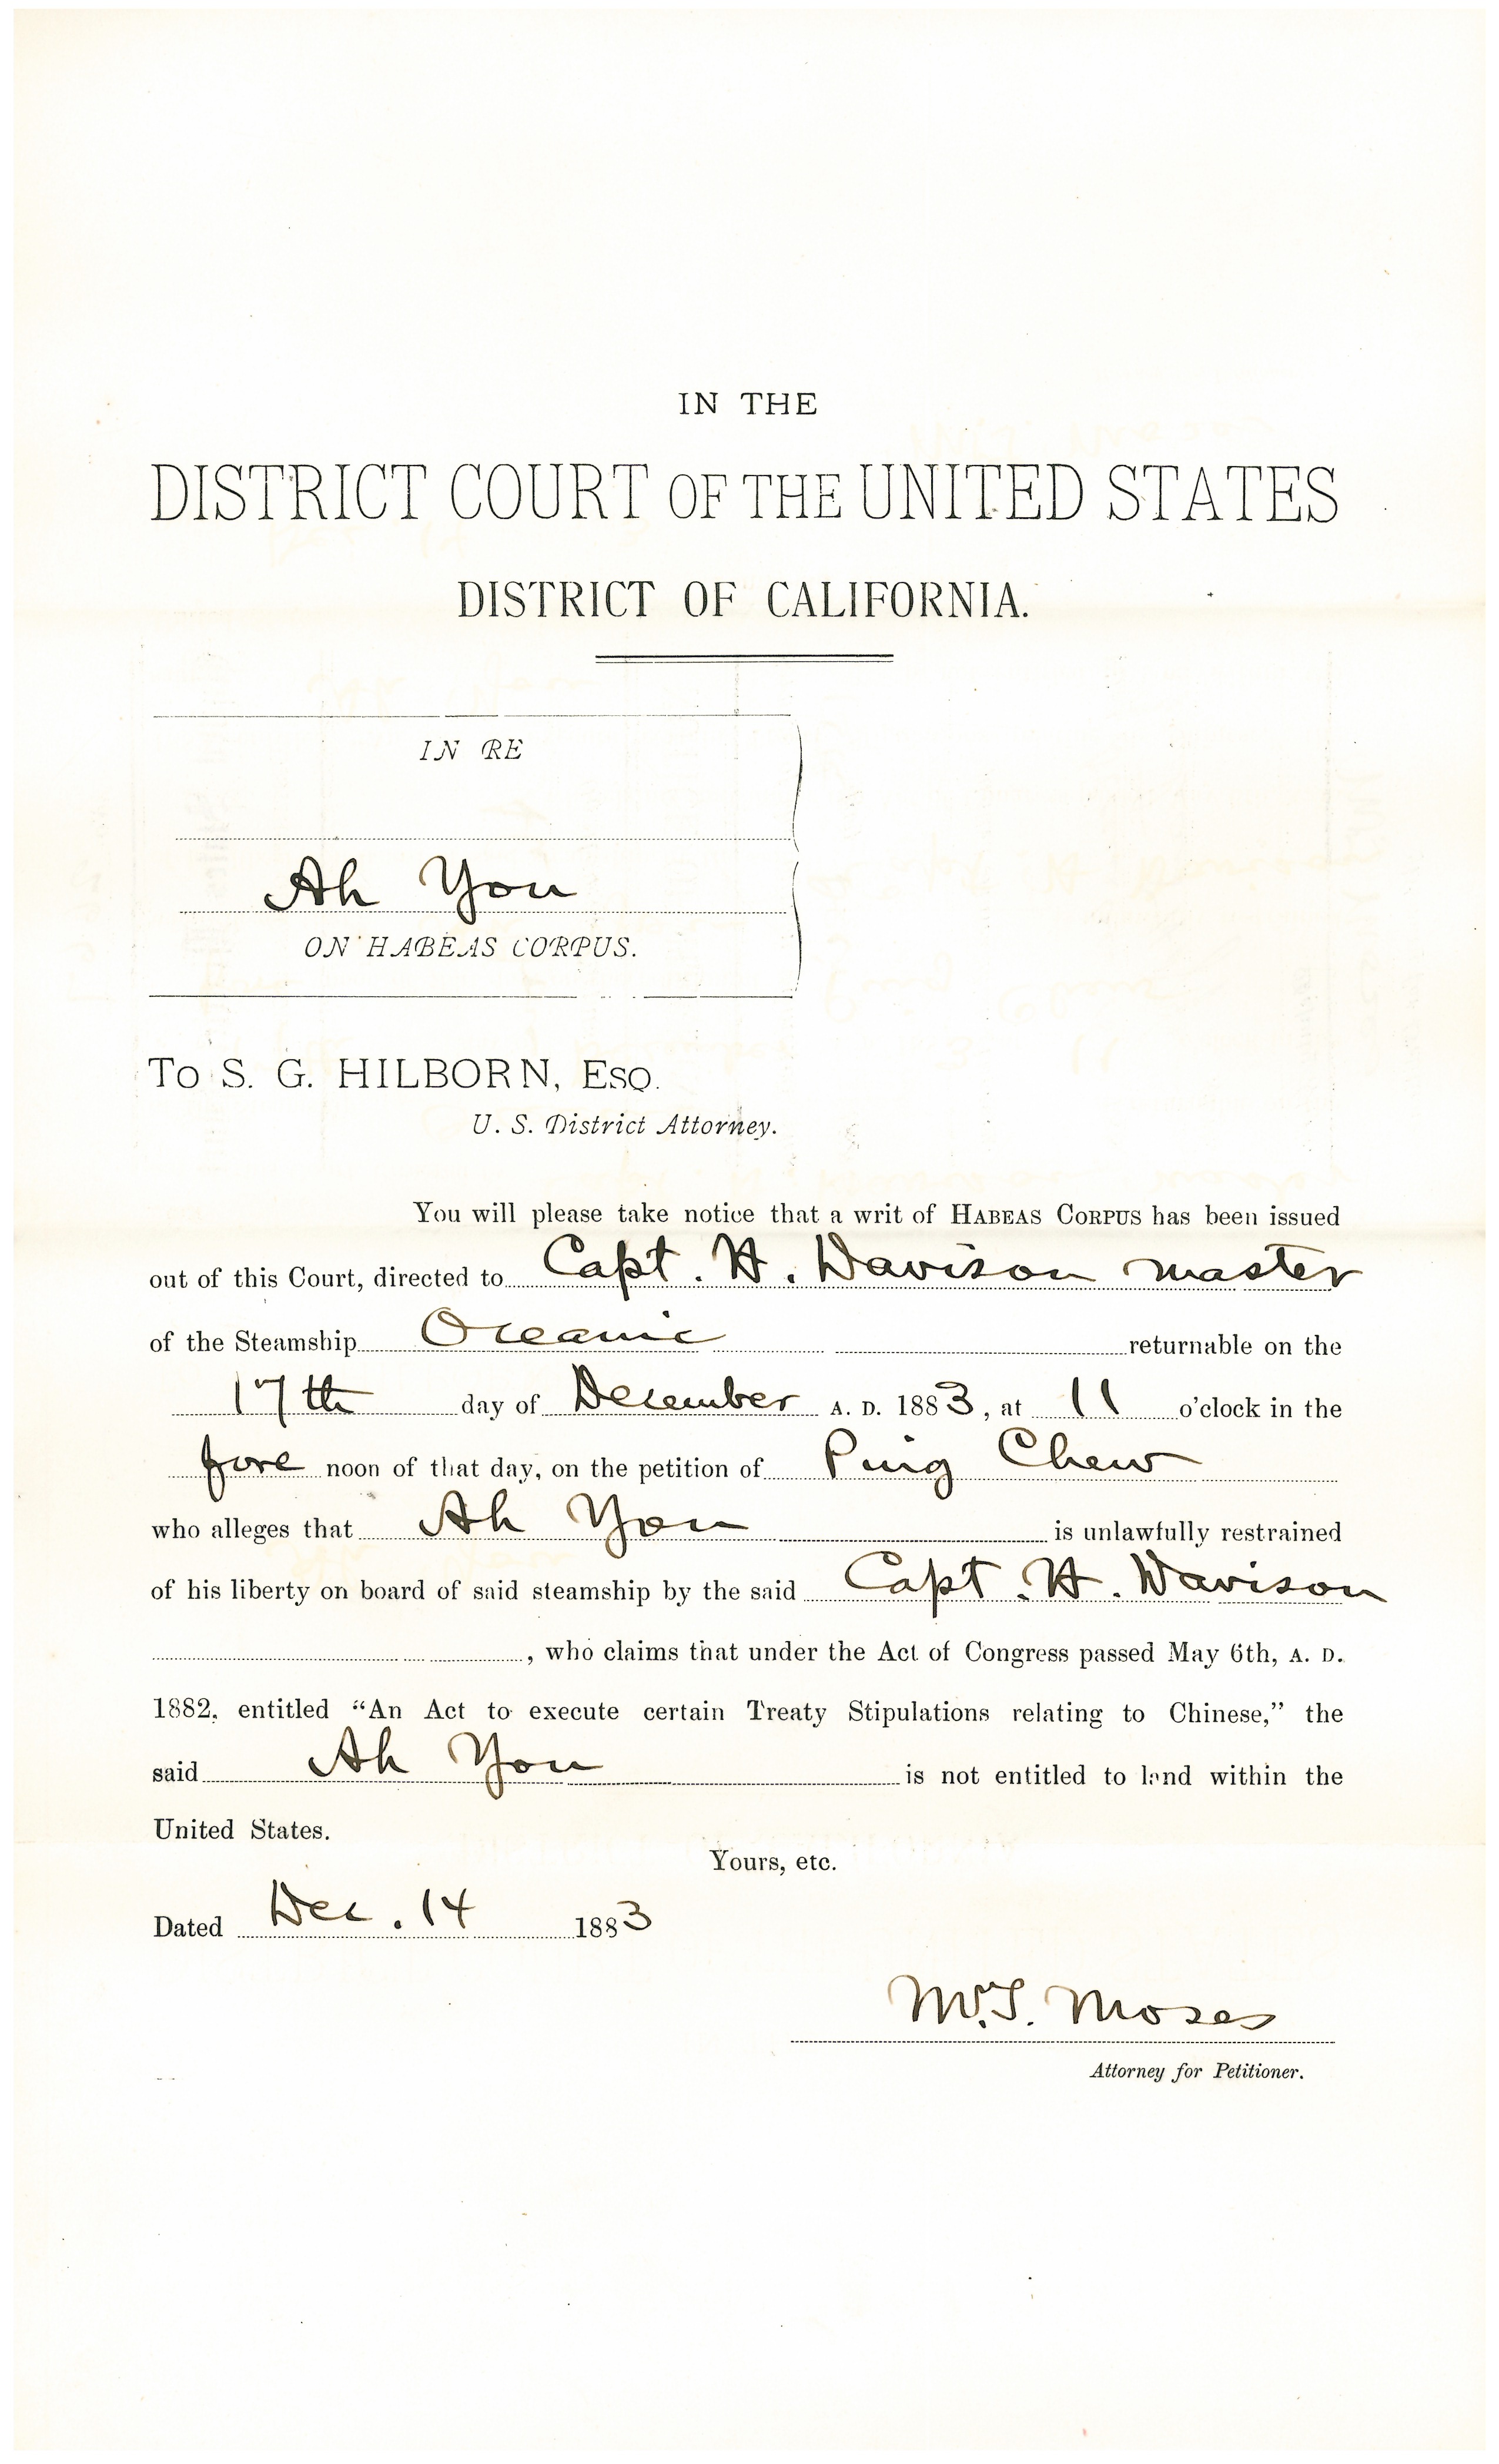 IN THE
DISTRICT COURT OF THE UNITED STATES
DISTRICT OF CALIFORNIA.
IN RE
Ah You
ON HABEAS CORPUS.
To S. G. HILBORN, Esq.
U. S. District Attorney.
You will please take notice that a writ of HABEAS CORPUS has been issued
out of this Court, directed to Capt. H. Davison master
of the Steamship Oceanic returnable on the
17th day of December A. D. 1883, at 11 o'clock in the
fore noon of that day, on the petition of Ping Chew
who alleges that Ah You is unlawfully restrained
of his liberty on board of said steamship by the said Capt. H. Davison
, who claims that under the Act of Congress passed May 6th, A. D.
1882, entitled “An Act to execute certain Treaty Stipulations relating to Chinese,” the
said Ah You is not entitled to land within the
United States.
Yours, etc.
Dated Dec. 14 1883
M. S. Moses
Attorney for Petitioner.